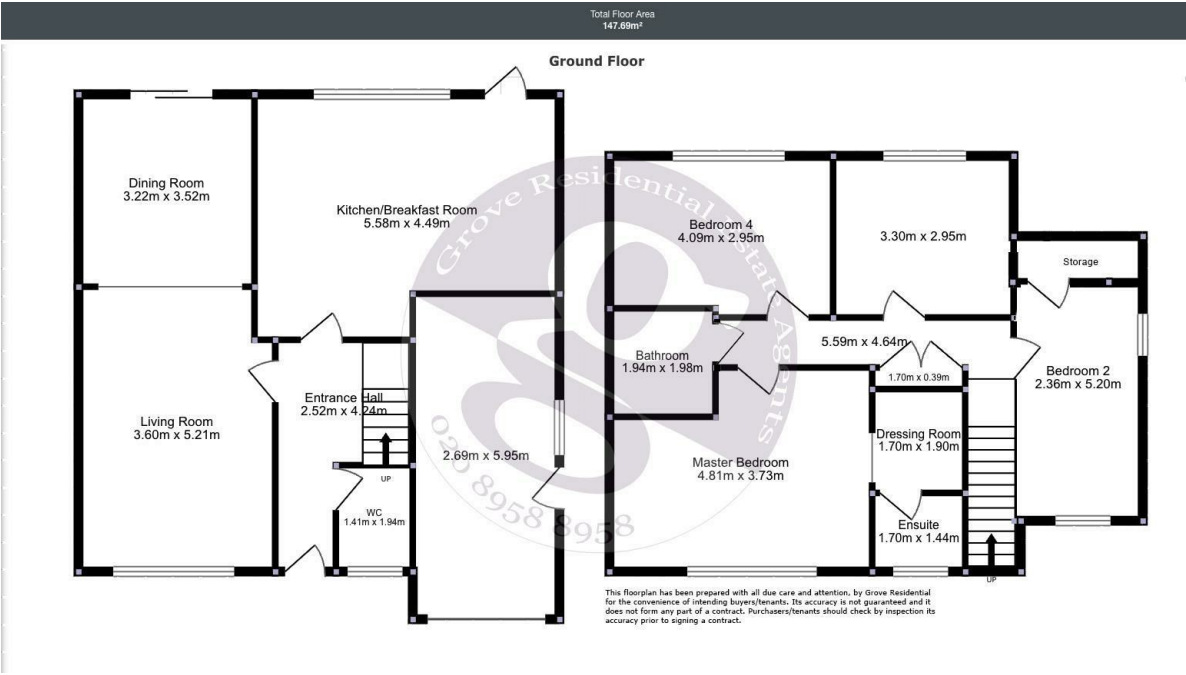 Total Floor Area
147.69m²
Ground Floor
Dining Room
3.22m x 3.52m
Kitchen/Breakfast Room
5.58m x 4.49m
Living Room
3.60m x 5.21m
Entrance Hall
2.52m x 4.24m
UP
WC
1.41m x 1.94m
2.69m x 5.95m
Bedroom 4
4.09m x 2.95m
3.30m x 2.95m
Storage
Bathroom
1.94m x 1.98m
5.59m x 4.64m
1.70m x 0.39m
Bedroom 2
2.36m x 5.20m
Master Bedroom
4.81m x 3.73m
Dressing Room
1.70m x 1.90m
Ensuite
1.70m x 1.44m
UP
Grove Residential Estate Agents
020 8958 8958
This floorplan has been prepared with all due care and attention, by Grove Residential
for the convenience of intending buyers/tenants. Its accuracy is not guaranteed and it
does not form any part of a contract. Purchasers/tenants should check by inspection its
accuracy prior to signing a contract.